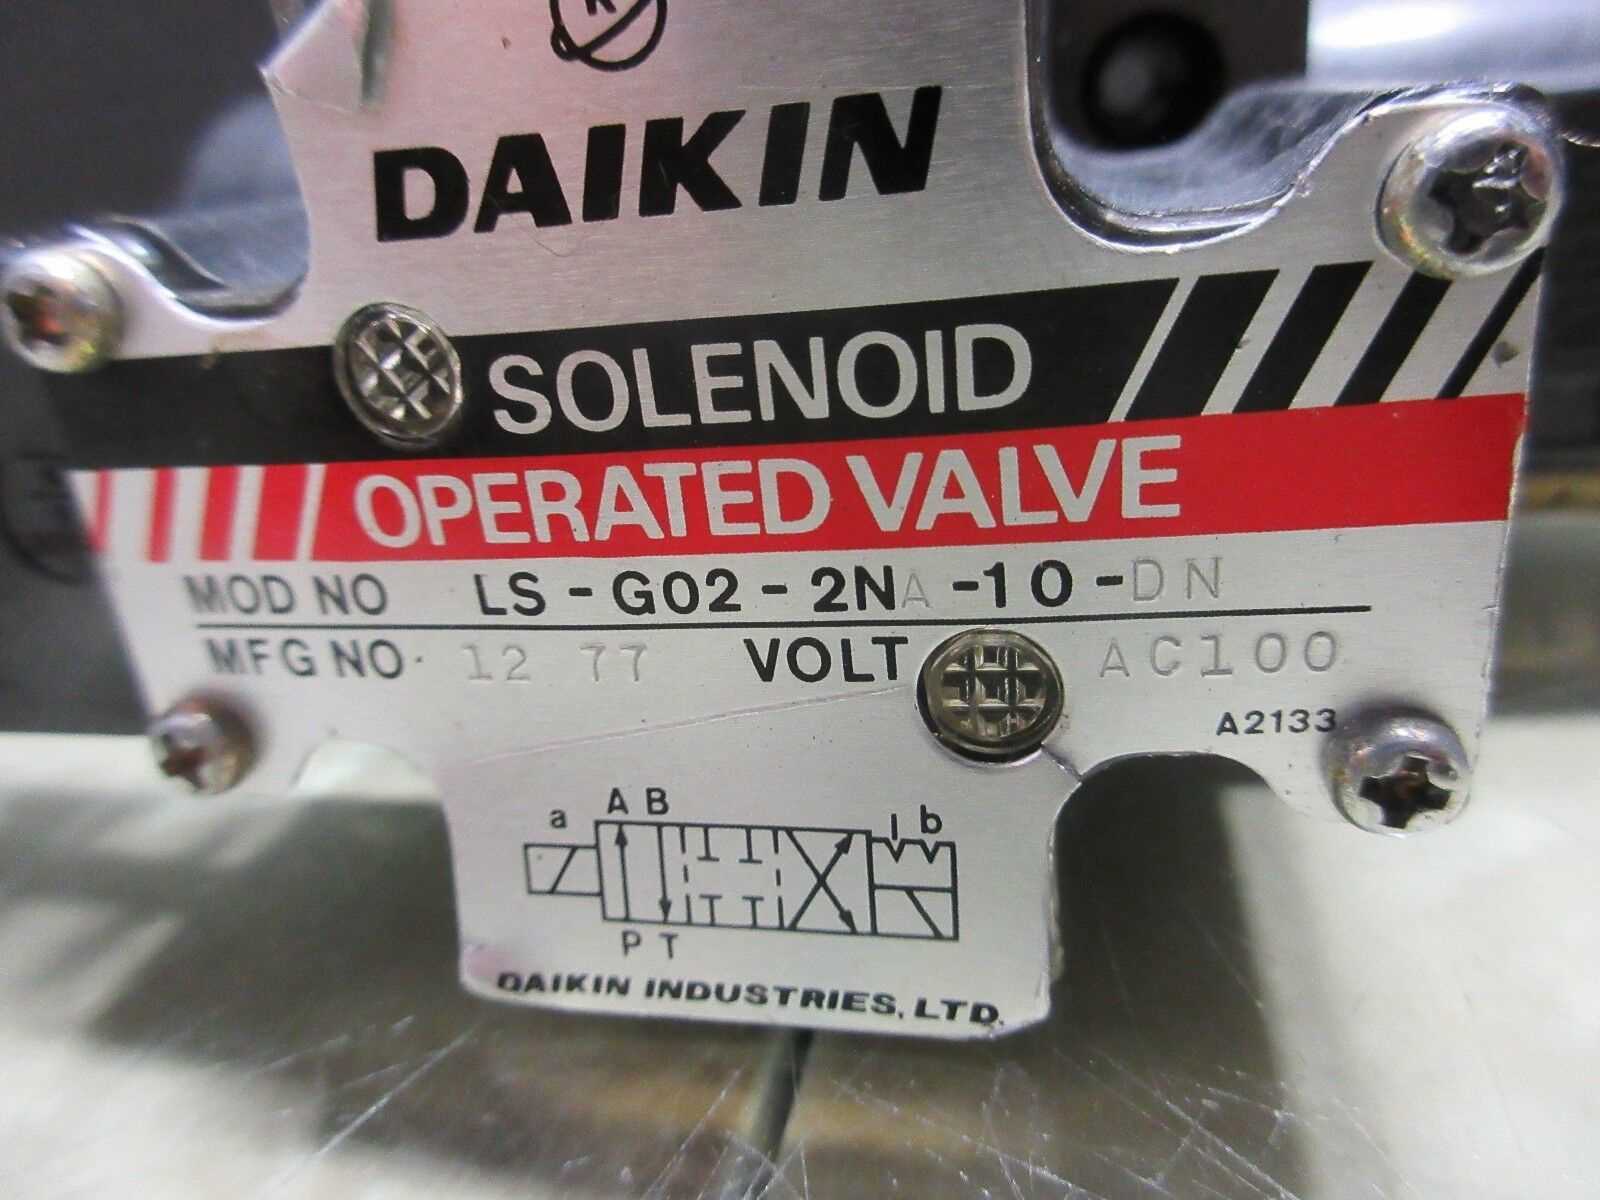 K
DAIKIN
SOLENOID
OPERATED VALVE
MOD NO LS-G02-2NA-10-DN
MFG NO. 12 77 VOLT AC100
A2133
A B
a b
P T
DAIKIN INDUSTRIES, LTD.